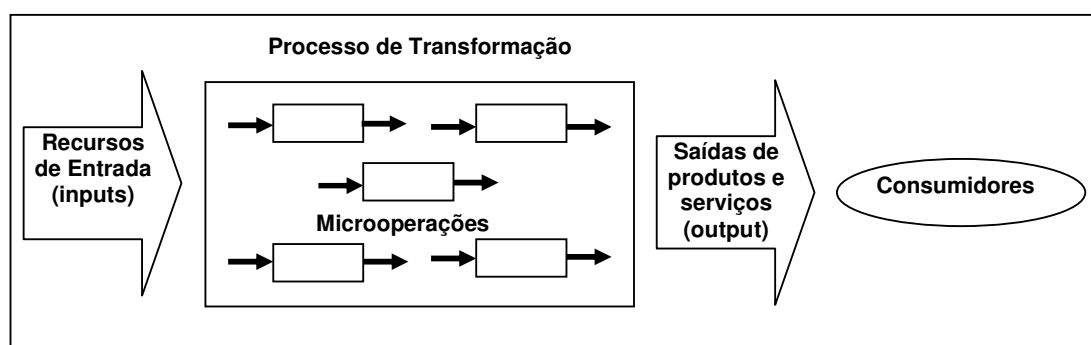 Processo de Transformação
Recursos
de Entrada
(inputs)
Microoperações
Saídas de
produtos e
serviços
(output)
Consumidores